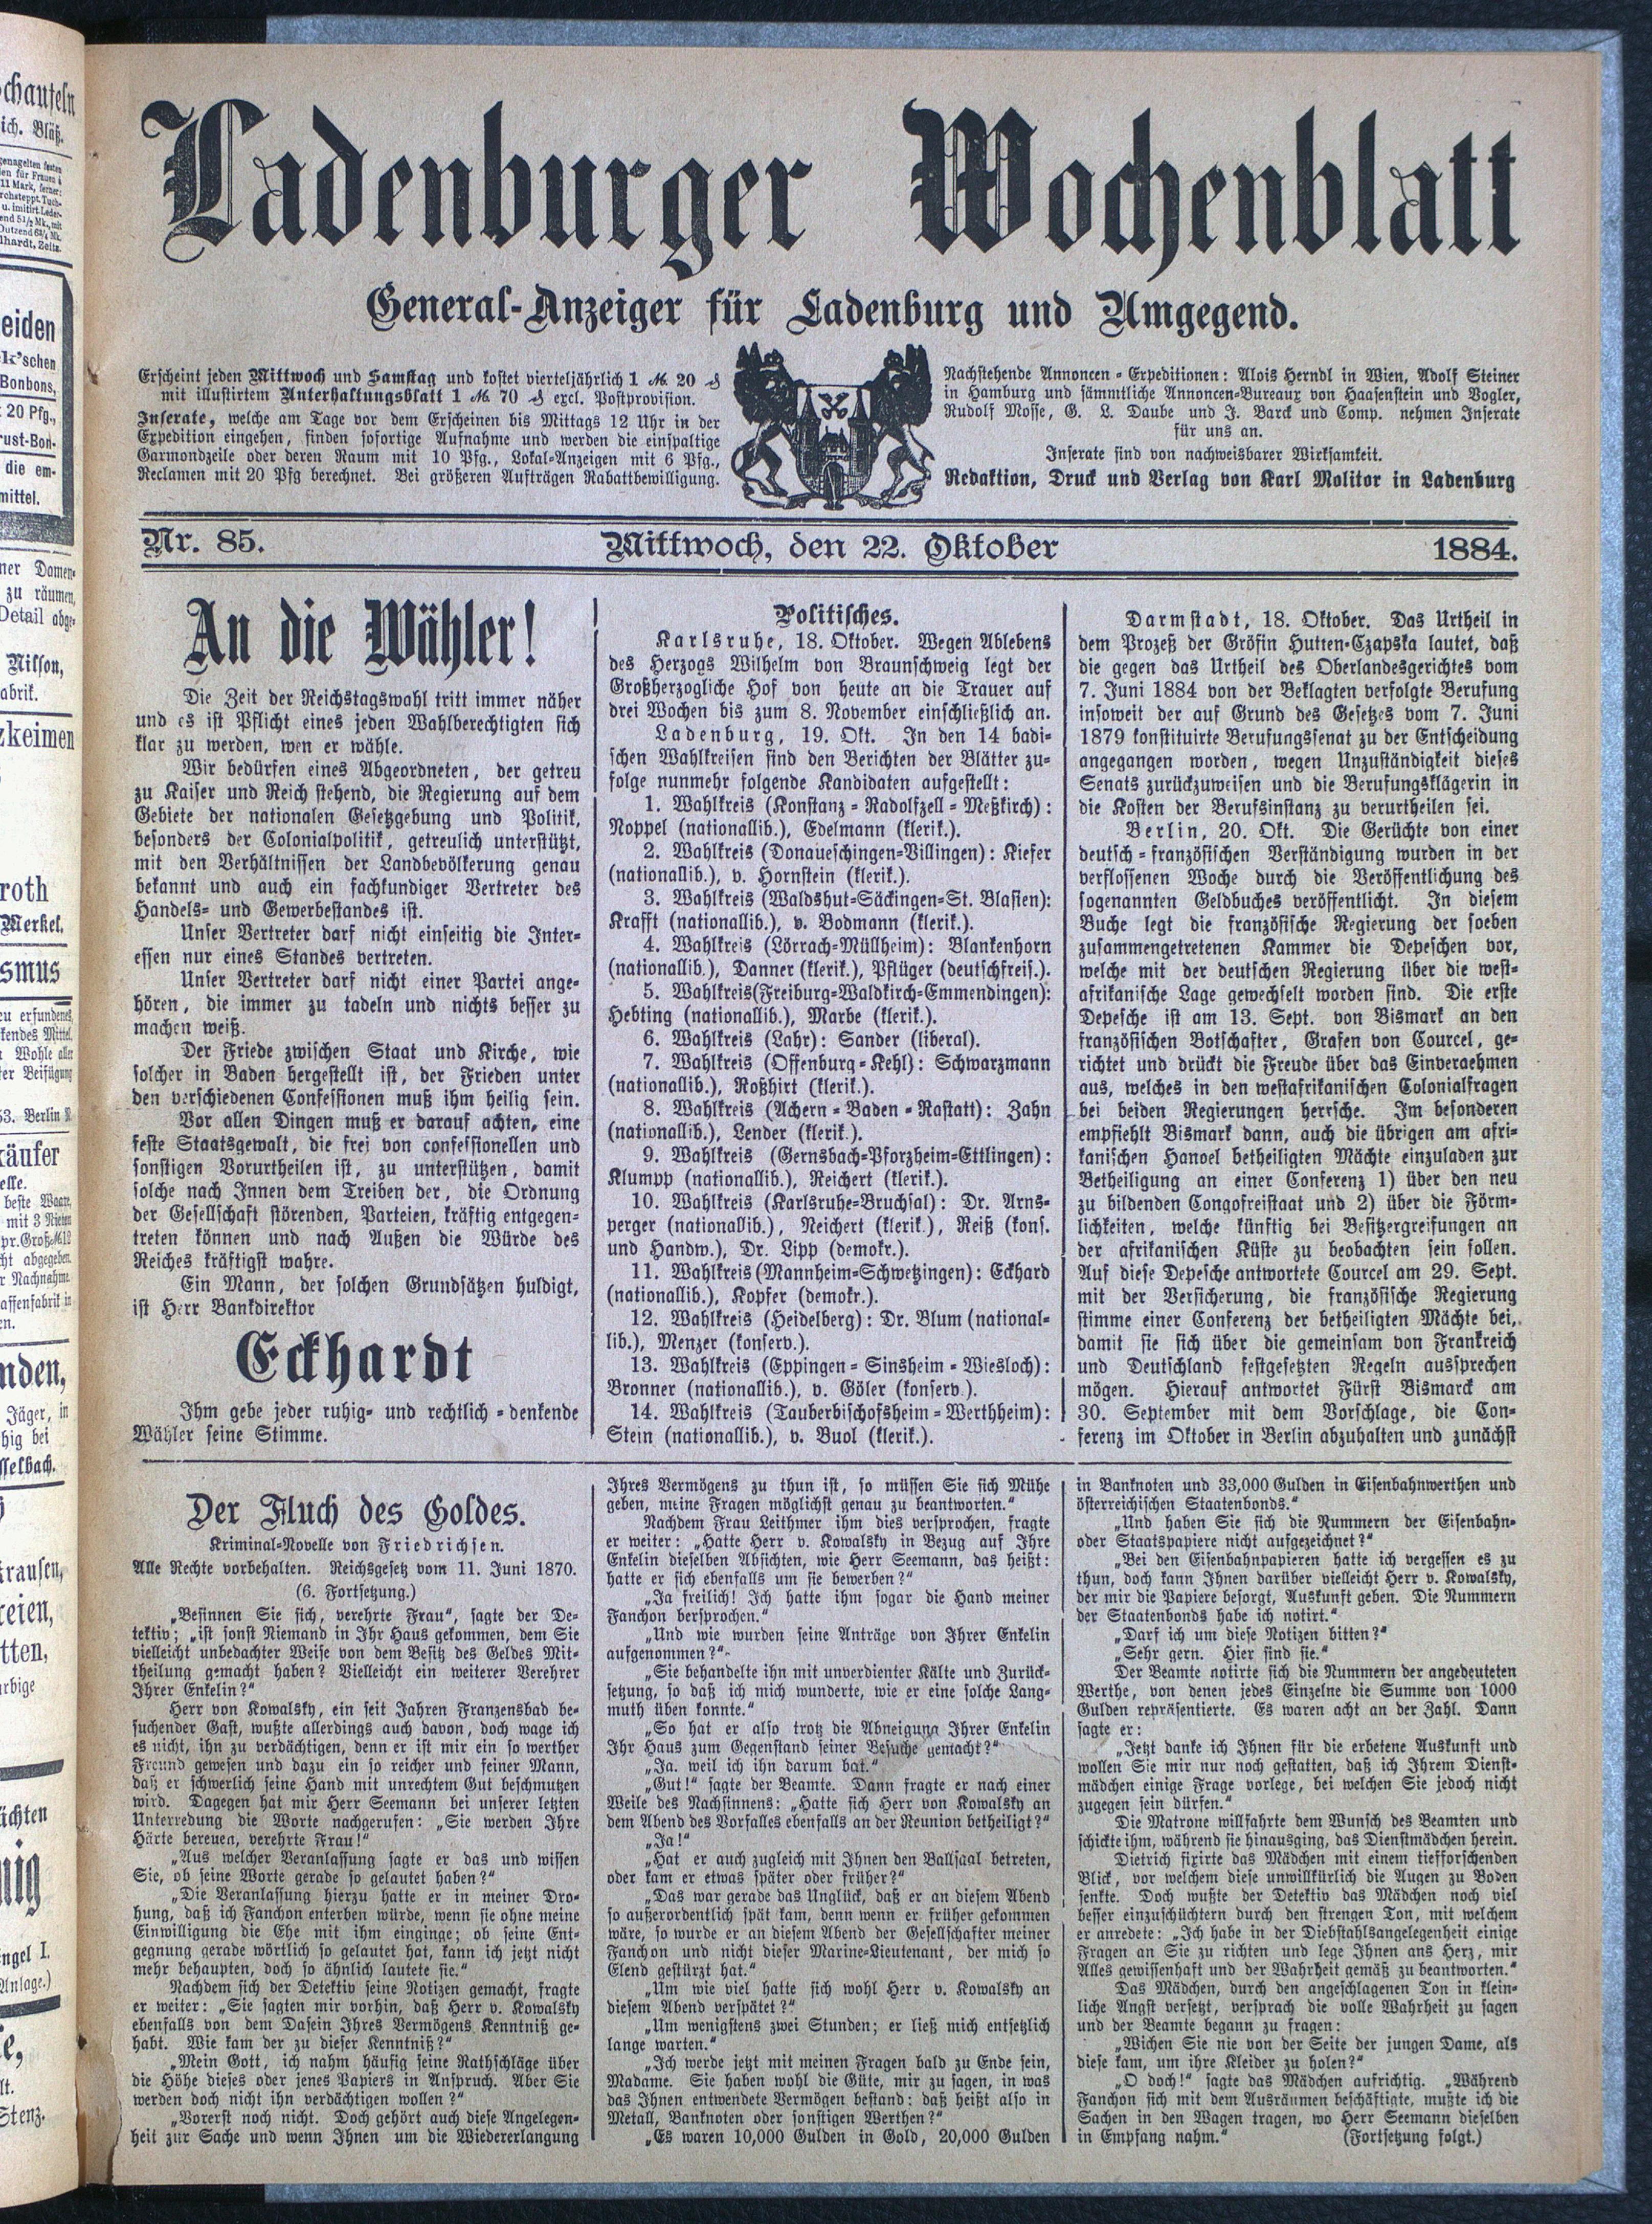 Ladenburger Wochenblatt
General-Anzeiger für Ladenburg und Umgegend.
Erscheint jeden Mittwoch und Samstag und kostet vierteljährlich 1 M. 20 ₰
mit illustirtem Unterhaltungsblatt 1 M. 70 ₰ excl. Postprovision.
Inserate, welche am Tage vor dem Erscheinen bis Mittags 12 Uhr in der
Expedition eingehen, finden sofortige Aufnahme und werden die einspaltige
Garmondzeile oder deren Raum mit 10 Pfg., Lokal-Anzeigen mit 6 Pfg.,
Reclamen mit 20 Pfg berechnet. Bei größeren Aufträgen Rabattbewilligung.
Nachstehende Annoncen-Expeditionen: Alois Herndl in Wien, Adolf Steiner
in Hamburg und sämmtliche Annoncen-Bureaux von Haasenstein und Vogler,
Rudolf Mosse, G. L. Daube und J. Barck und Comp. nehmen Inserate
für uns an.
Inserate sind von nachweisbarer Wirksamkeit.
Redaktion, Druck und Verlag von Karl Molitor in Ladenburg
Nr. 85.
Mittwoch, den 22. Oktober
1884.
An die Wähler!
Die Zeit der Reichstagswahl tritt immer näher
und es ist Pflicht eines jeden Wahlberechtigten sich
klar zu werden, wen er wähle.
Wir bedürfen eines Abgeordneten, der getreu
zu Kaiser und Reich stehend, die Regierung auf dem
Gebiete der nationalen Gesetzgebung und Politik,
besonders der Colonialpolitik, getreulich unterstützt,
mit den Verhältnissen der Landbevölkerung genau
bekannt und auch ein fachkundiger Vertreter des
Handels- und Gewerbestandes ist.
Unser Vertreter darf nicht einseitig die Inter-
essen nur eines Standes vertreten.
Unser Vertreter darf nicht einer Partei ange-
hören, die immer zu tadeln und nichts besser zu
machen weiß.
Der Friede zwischen Staat und Kirche, wie
solcher in Baden hergestellt ist, der Frieden unter
den verschiedenen Confessionen muß ihm heilig sein.
Vor allen Dingen muß er darauf achten, eine
feste Staatsgewalt, die frei von confessionellen und
sonstigen Vorurtheilen ist, zu unterstützen, damit
solche nach Innen dem Treiben der, die Ordnung
der Gesellschaft störenden, Parteien, kräftig entgegen-
treten können und nach Außen die Würde des
Reiches kräftigst wahre.
Ein Mann, der solchen Grundsätzen huldigt,
ist Herr Bankdirektor
Eckhardt
Ihm gebe jeder ruhig- und rechtlich-denkende
Wähler seine Stimme.
Politisches.
Karlsruhe, 18. Oktober. Wegen Ablebens
des Herzogs Wilhelm von Braunschweig legt der
Großherzogliche Hof von heute an die Trauer auf
drei Wochen bis zum 8. November einschließlich an.
Ladenburg, 19. Okt. In den 14 badi-
schen Wahlkreisen sind den Berichten der Blätter zu-
folge nunmehr folgende Kandidaten aufgestellt:
1. Wahlkreis (Konstanz-Radolfzell-Meßkirch):
Noppel (nationallib.), Edelmann (klerik.).
2. Wahlkreis (Donaueschingen-Villingen): Kiefer
(nationallib.), v. Hornstein (klerik.).
3. Wahlkreis (Waldshut-Säckingen-St. Blasien):
Krafft (nationallib.), v. Bodmann (klerik.).
4. Wahlkreis (Lörrach-Müllheim): Blankenhorn
(nationallib.), Danner (klerik.), Pflüger (deutschfreis.).
5. Wahlkreis(Freiburg-Waldkirch-Emmendingen):
Hebting (nationallib.), Marbe (klerik.).
6. Wahlkreis (Lahr): Sander (liberal).
7. Wahlkreis (Offenburg-Kehl): Schwarzmann
(nationallib.), Roßhirt (klerik.).
8. Wahlkreis (Achern-Baden-Rastatt): Zahn
(nationallib.), Lender (klerik.).
9. Wahlkreis (Gernsbach-Pforzheim-Ettlingen):
Klumpp (nationallib.), Reichert (klerik.).
10. Wahlkreis (Karlsruhe-Bruchsal): Dr. Arns-
perger (nationallib.), Neichert (klerik.), Reiß (kons.
und Handw.), Dr. Lipp (demokr.).
11. Wahlkreis (Mannheim-Schwetzingen): Eckhard
(nationallib.), Kopfer (demokr.).
12. Wahlkreis (Heidelberg): Dr. Blum (national-
lib.), Menzer (konserv.).
13. Wahlkreis (Eppingen-Sinsheim-Wiesloch):
Bronner (nationallib.), v. Göler (konserv.).
14. Wahlkreis (Tauberbischofsheim-Werthheim):
Stein (nationallib.), v. Buol (klerik.).
Darmstadt, 18. Oktober. Das Urtheil in
dem Prozeß der Gröfin Hutten-Czapska lautet, daß
die gegen das Urtheil des Oberlandesgerichtes vom
7. Juni 1884 von der Beklagten verfolgte Berufung
insoweit der auf Grund des Gesetzes vom 7. Juni
1879 konstituirte Berufungssenat zu der Entscheidung
angegangen worden, wegen Unzuständigkeit dieses
Senats zurückzuweisen und die Berufungsklägerin in
die Kosten der Berufsinstanz zu verurtheilen sei.
Berlin, 20. Okt. Die Gerüchte von einer
deutsch-französischen Verständigung wurden in der
verflossenen Woche durch die Veröffentlichung des
sogenannten Geldbuches veröffentlicht. In diesem
Buche legt die französische Regierung der soeben
zusammengetretenen Kammer die Depeschen vor,
welche mit der deutschen Regierung über die west-
afrikanische Lage gewechselt worden sind. Die erste
Depesche ist am 13. Sept. von Bismark an den
französischen Botschafter, Grafen von Courcel, ge-
richtet und drückt die Freude über das Einveraehmen
aus, welches in den westafrikanischen Colonialfragen
bei beiden Regierungen herrsche. Im besonderen
empfiehlt Bismark dann, auch die übrigen am afri-
kanischen Hanoel betheiligten Mächte einzuladen zur
Betheiligung an einer Conferenz 1) über den neu
zu bildenden Congofreistaat und 2) über die Förm-
lichkeiten, welche künftig bei Besitzergreifungen an
der afrikanischen Küste zu beobachten sein sollen.
Auf diese Depesche antwortete Courcel am 29. Sept.
mit der Versicherung, die französische Regierung
stimme einer Conferenz der betheiligten Mächte bei,
damit sie sich über die gemeinsam von Frankreich
und Deutschland festgesetzten Regeln aussprechen
mögen. Hierauf antwortet Fürst Bismarck am
30. September mit dem Vorschlage, die Con-
ferenz im Oktober in Berlin abzuhalten und zunächst
Der Fluch des Goldes.
Kriminal-Novelle von Friedrichsen.
Alle Rechte vorbehalten. Reichsgesetz vom 11. Juni 1870.
(6. Fortsetzung.)
„Besinnen Sie sich, verehrte Frau“, sagte der De-
tektiv; „ist sonst Niemand in Ihr Haus gekommen, dem Sie
vielleicht unbedachter Weise von dem Besitz des Geldes Mit-
theilung gemacht haben? Vielleicht ein weiterer Verehrer
Ihrer Enkelin?“
Herr von Kowalsky, ein seit Jahren Franzensbad be-
suchender Gast, wußte allerdings auch davon, doch wage ich
es nicht, ihn zu verdächtigen, denn er ist mir ein so werther
Freund gewesen und dazu ein so reicher und feiner Mann,
daß er schwerlich seine Hand mit unrechtem Gut beschmutzen
wird. Dagegen hat mir Herr Seemann bei unserer letzten
Unterredung die Worte nachgerufen: „Sie werden Ihre
Härte bereuen, verehrte Frau!“
„Aus welcher Veranlassung sagte er das und wissen
Sie, ob seine Worte gerade so gelautet haben?“
„Die Veranlassung hierzu hatte er in meiner Dro-
hung, daß ich Fanchon enterben würde, wenn sie ohne meine
Einwilligung die Ehe mit ihm einginge; ob seine Ent-
gegnung gerade wörtlich so gelautet hat, kann ich jetzt nicht
mehr behaupten, doch so ähnlich lautete sie.“
Nachdem sich der Detektiv seine Notizen gemacht, fragte
er weiter: „Sie sagten mir vorhin, daß Herr v. Kowalsky
ebenfalls von dem Dasein Ihres Vermögens Kenntniß ge-
habt. Wie kam der zu dieser Kenntniß?“
„Mein Gott, ich nahm häufig seine Rathschläge über
die Höhe dieses oder jenes Papiers in Anspruch. Aber Sie
werden doch nicht ihn verdächtigen wollen?“
„Vorerst noch nicht. Doch gehört auch diese Angelegen-
heit zur Sache und wenn Ihnen um die Wiedererlangung
Ihres Vermögens zu thun ist, so müssen Sie sich Mühe
geben, meine Fragen möglichst genau zu beantworten.“
Nachdem Frau Leithmer ihm dies versprochen, fragte
er weiter: „Hatte Herr v. Kowalsky in Bezug auf Ihre
Enkelin dieselben Absichten, wie Herr Seemann, das heißt:
hatte er sich ebenfalls um sie bewerben?“
„Ja freilich! Ich hatte ihm sogar die Hand meiner
Fanchon versprochen.“
„Und wie wurden seine Anträge von Ihrer Enkelin
aufgenommen?“
„Sie behandelte ihn mit unverdienter Kälte und Zurück-
setzung, so daß ich mich wunderte, wie er eine solche Lang-
muth üben konnte.“
„So hat er also trotz die Abneigung Ihrer Enkelin
Ihr Haus zum Gegenstand seiner Besuche gemacht?“
„Ja. weil ich ihn darum bat.“
„Gut!“ sagte der Beamte. Dann fragte er nach einer
Weile des Nachsinnens: „Hatte sich Herr von Kowalsky an
dem Abend des Vorfalles ebenfalls an der Reunion betheiligt?“
„Ja!“
„Hat er auch zugleich mit Ihnen den Ballsaal betreten,
oder kam er etwas später oder früher?“
„Das war gerade das Unglück, daß er an diesem Abend
so außerordentlich spät kam, denn wenn er früher gekommen
wäre, so wurde er an diesem Abend der Gesellschafter meiner
Fanchon und nicht dieser Marine-Lieutenant, der mich so
Elend gestürzt hat.“
„Um wie viel hatte sich wohl Herr v. Kowalsky an
diesem Abend verspätet?“
„Um wenigstens zwei Stunden; er ließ mich entsetzlich
lange warten.“
„Ich werde jetzt mit meinen Fragen bald zu Ende sein,
Madame. Sie haben wohl die Güte, mir zu sagen, in was
das Ihnen entwendete Vermögen bestand: daß heißt also in
Metall, Banknoten oder sonstigen Werthen?“
„Es waren 10,000 Gulden in Gold, 20,000 Gulden
in Banknoten und 33,000 Gulden in Eisenbahnwerthen und
österreichischen Staatenbonds.“
„Und haben Sie sich die Nummern der Eisenbahn-
oder Staatspapiere nicht aufgezeichnet?“
„Bei den Eisenbahnpapieren hatte ich vergessen es zu
thun, doch kann Ihnen darüber vielleicht Herr v. Kowalsky,
der mir die Papiere besorgt, Auskunft geben. Die Nummern
der Staatenbonds habe ich notirt.“
„Darf ich um diese Notizen bitten?“
„Sehr gern. Hier sind sie.“
Der Beamte notirte sich die Nummern der angedeuteten
Werthe, von denen jedes Einzelne die Summe von 1000
Gulden repräsentierte. Es waren acht an der Zahl. Dann
sagte er:
„Jetzt danke ich Ihnen für die erbetene Auskunft und
wollen Sie mir nur noch gestatten, daß ich Ihrem Dienst-
mädchen einige Frage vorlege, bei welchen Sie jedoch nicht
zugegen sein dürfen.“
Die Matrone willfahrte dem Wunsch des Beamten und
schickte ihm, während sie hinausging, das Dienstmädchen herein.
Dietrich fixirte das Mädchen mit einem tiefforschenden
Blick, vor welchem diese unwillkürlich die Augen zu Boden
senkte. Doch wußte der Detektiv das Mädchen noch viel
besser einzuschüchtern durch den strengen Ton, mit welchem
er anredete: „Ich habe in der Diebstahlsangelegenheit einige
Fragen an Sie zu richten und lege Ihnen ans Herz, mir
Alles gewissenhaft und der Wahrheit gemäß zu beantworten.“
Das Mädchen, durch den angeschlagenen Ton in klein-
liche Angst versetzt, versprach die volle Wahrheit zu sagen
und der Beamte begann zu fragen:
„Wichen Sie nie von der Seite der jungen Dame, als
diese kam, um ihre Kleider zu holen?“
„O doch!“ sagte das Mädchen aufrichtig. „Während
Fanchon sich mit dem Ausräumen beschäftigte, mußte ich die
Sachen in den Wagen tragen, wo Herr Seemann dieselben
in Empfang nahm.“ (Fortsetzung folgt.)